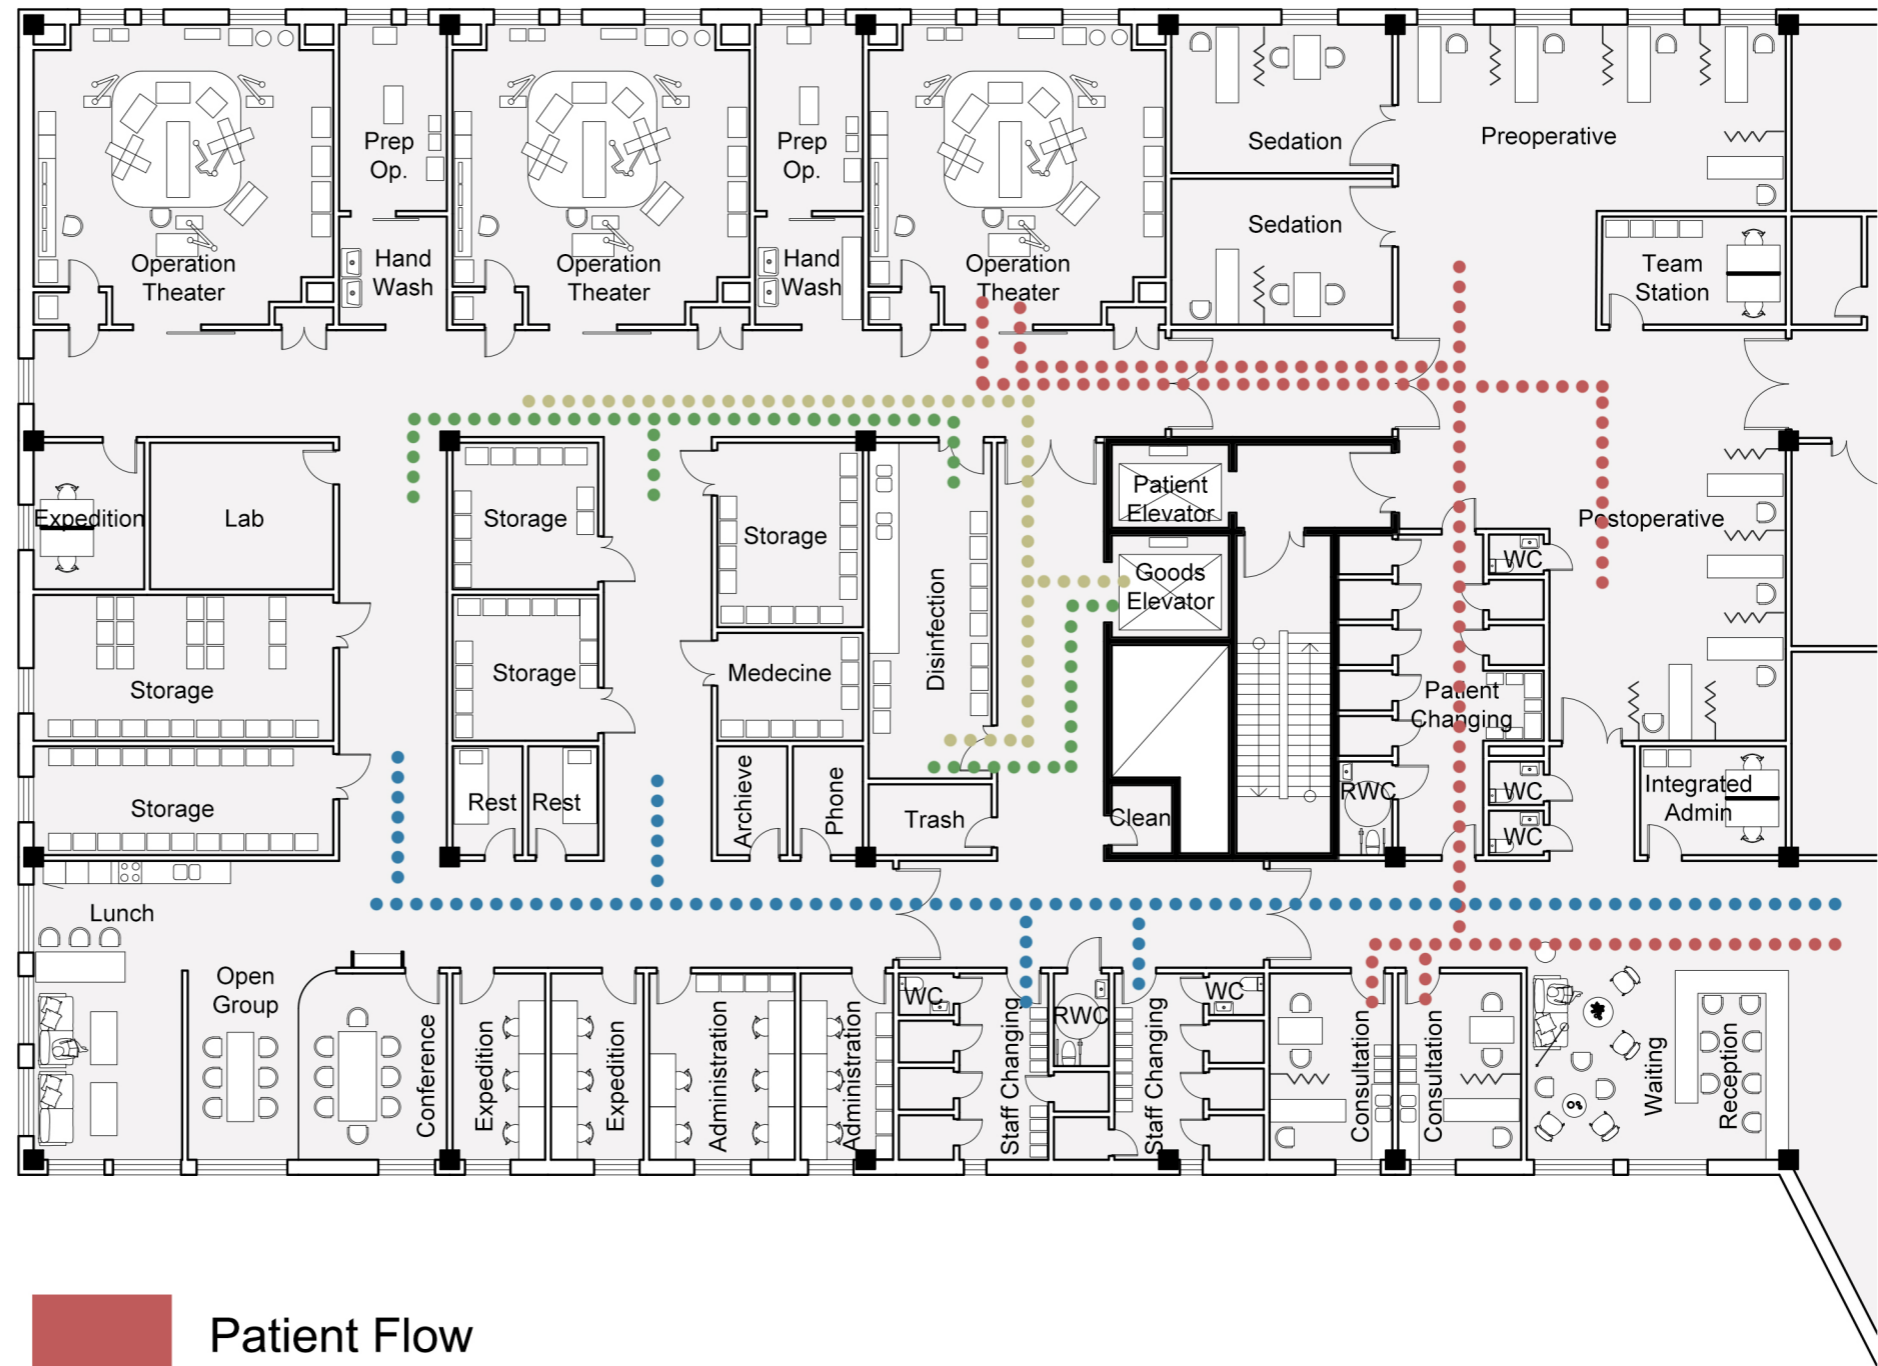 Prep
Op.
Prep
Op.
Sedation
Preoperative
Sedation
Operation
Theater
Hand
Wash
Operation
Theater
Hand
Wash
Operation
Theater
Team
Station
Expedition
Lab
Storage
Storage
Patient
Elevator
Postoperative
WC
Goods
Elevator
Disinfection
Storage
Storage
Medecine
Patient
Changing
Storage
Rest
Rest
Archieve
Phone
Trash
Clean
RWC
WC
WC
Integrated
Admin
Lunch
Open
Group
Conference
Expedition
Expedition
Administration
Administration
WC
Staff Changing
RWC
Staff Changing
WC
Consultation
Consultation
Waiting
Reception
Patient Flow